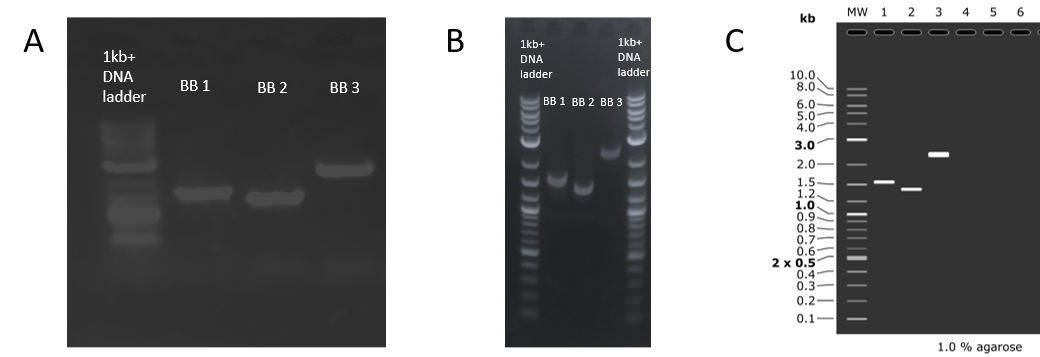 A
1kb+
DNA
ladder
BB 1
BB 2
BB 3
B
1kb+
DNA
ladder
BB 1
BB 2
BB 3
1kb+
DNA
ladder
C
kb
MW 1 2 3 4 5 6
10.0
8.0
6.0
5.0
4.0
3.0
2.0
1.5
1.2
1.0
0.9
0.8
0.7
0.6
2 x 0.5
0.4
0.3
0.2
0.1
1.0 % agarose